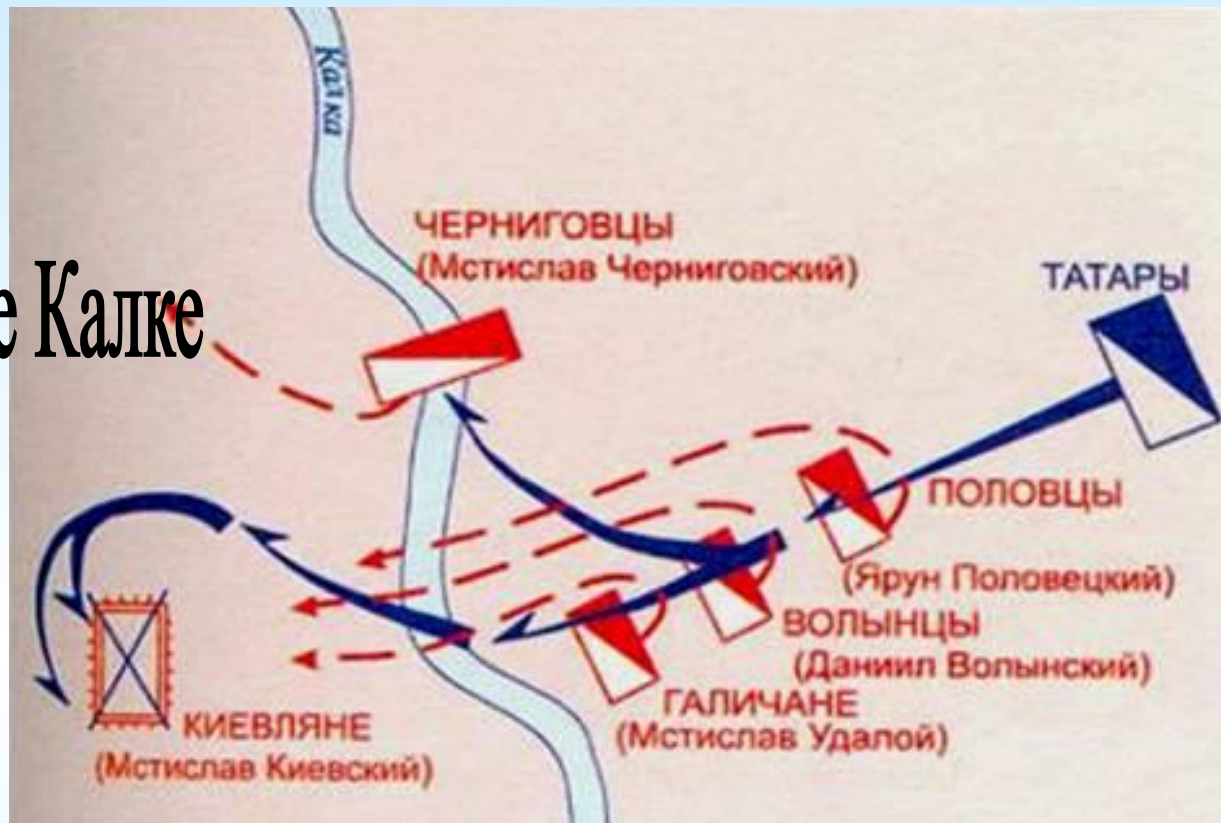 Калка
ЧЕРНИГОВЦЫ
(Мстислав Черниговский)
е Калке
ТАТАРЫ
ПОЛОВЦЫ
(Ярун Половецкий)
ВОЛЫНЦЫ
(Даниил Волынский)
ГАЛИЧАНЕ
(Мстислав Удалой)
КИЕВЛЯНЕ
(Мстислав Киевский)